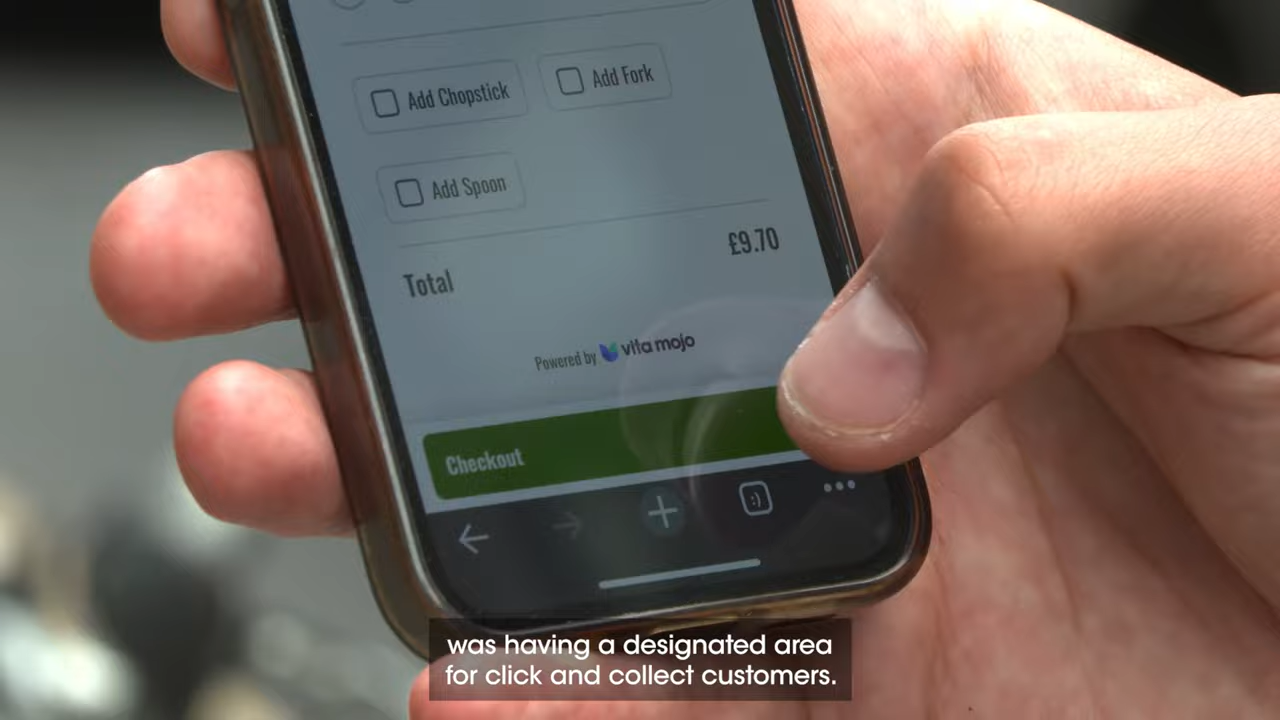 Add Chopstick
Add Fork
Add Spoon
£9.70
Total
Powered by vita mojo
Checkout
:)
was having a designated area
for click and collect customers.